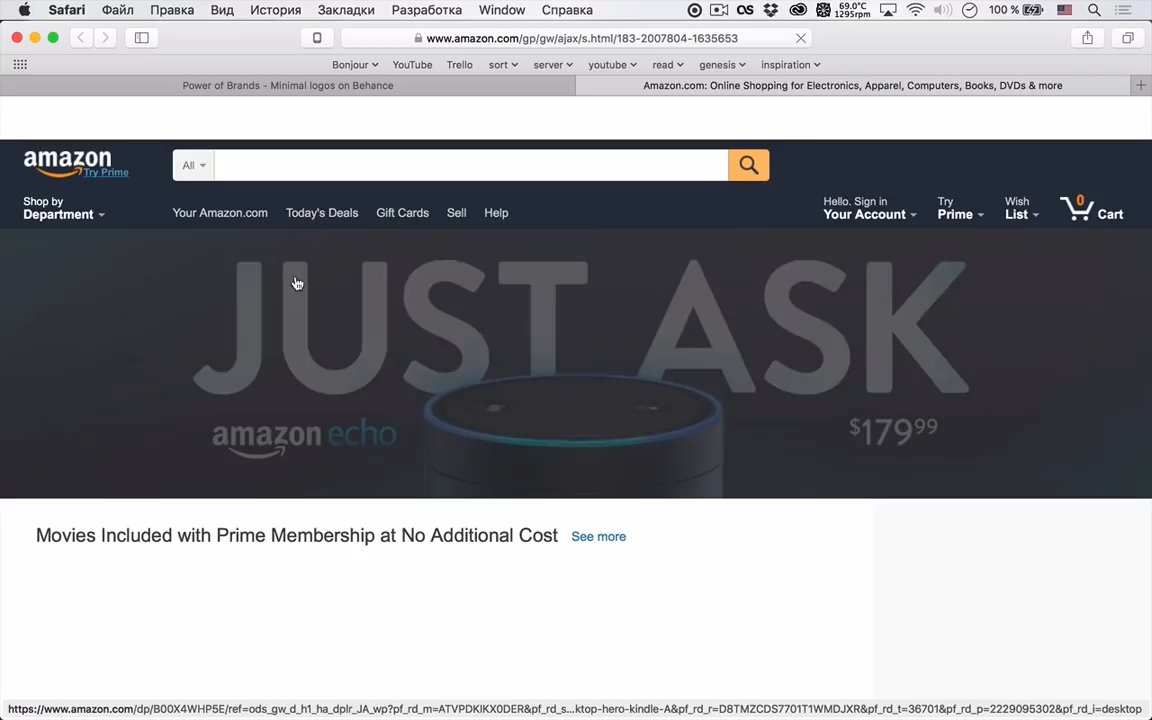 Safari Файл Правка Вид История Закладки Разработка Window Справка 69.0°C 1295rpm 100 %
www.amazon.com/gp/gw/ajax/s.html/183-2007804-1635653
Bonjour YouTube Trello sort server youtube read genesis inspiration
Power of Brands - Minimal logos on Behance
Amazon.com: Online Shopping for Electronics, Apparel, Computers, Books, DVDs & more
amazon
Try Prime
All
Shop by
Department
Your Amazon.com Today's Deals Gift Cards Sell Help
Hello. Sign in
Your Account
Try
Prime
Wish
List
0
Cart
JUST ASK
amazon echo
$179.99
Movies Included with Prime Membership at No Additional Cost See more
https://www.amazon.com/dp/B00X4WHP5E/ref=ods_gw_d_h1_ha_dplr_JA_wp?pf_rd_m=ATVPDKIKX0DER&pf_rd_s...ktop-hero-kindle-A&pf_rd_r=D8TMZCDS7701T1WMDJXR&pf_rd_t=36701&pf_rd_p=2229095302&pf_rd_i=desktop